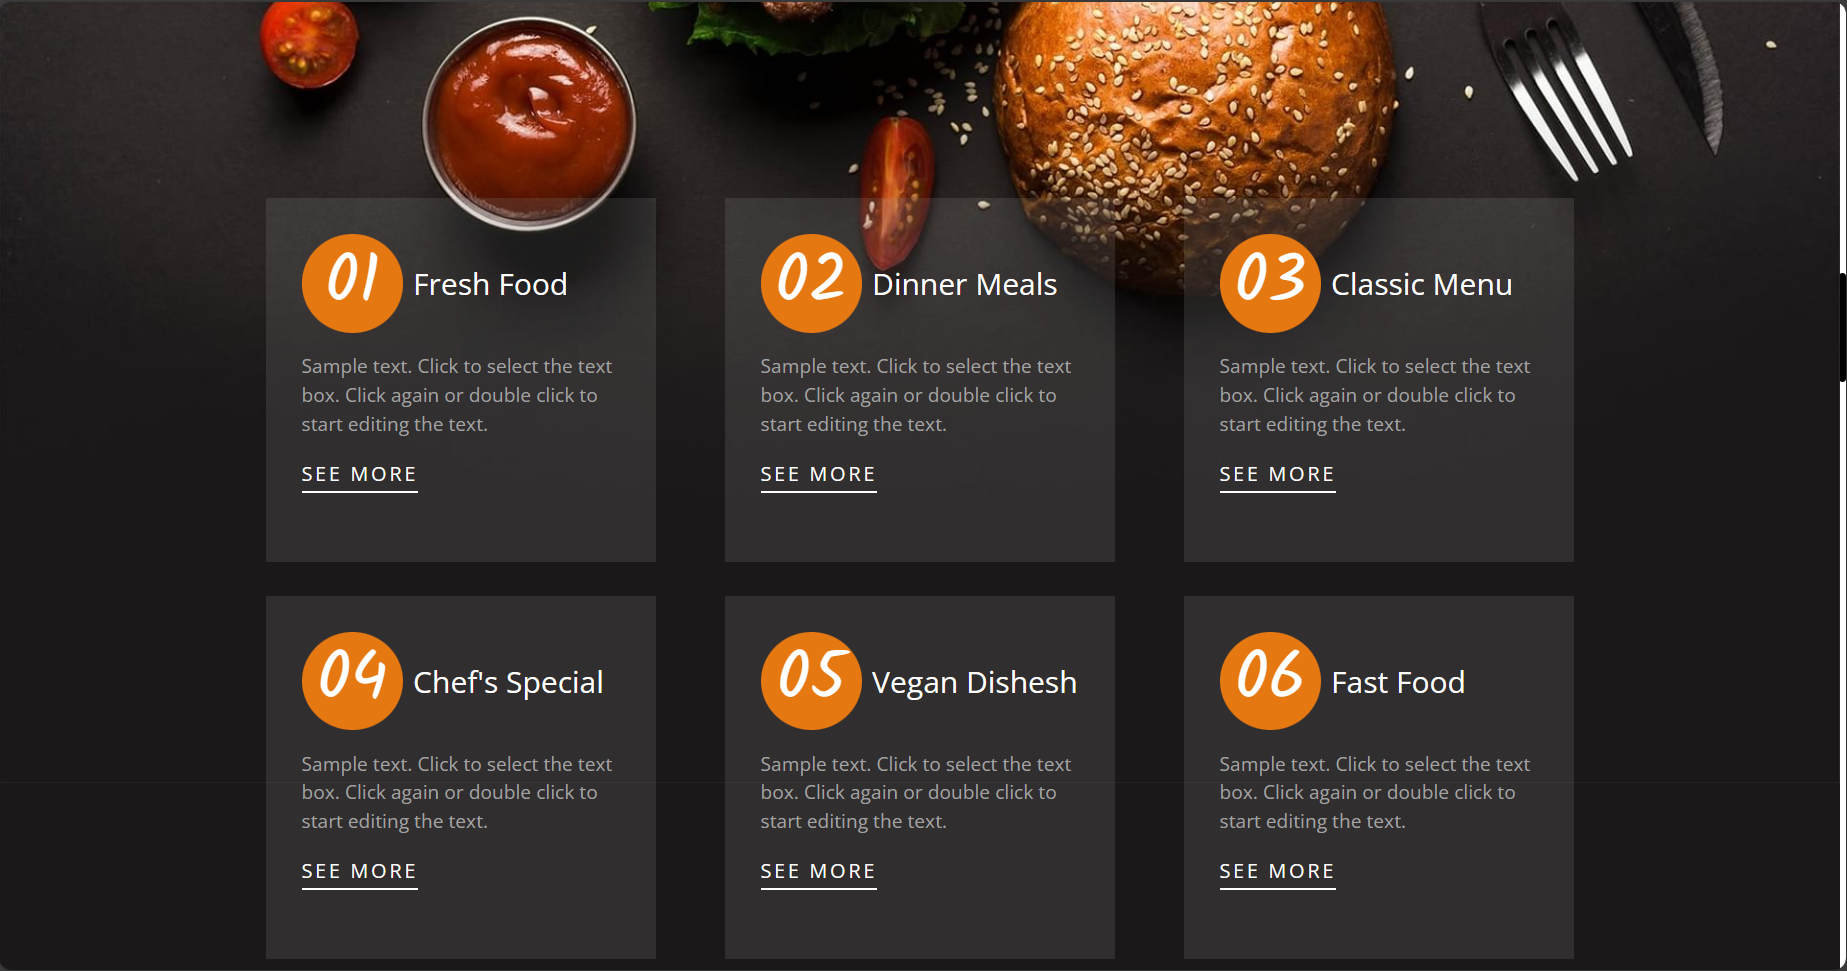 01 Fresh Food
Sample text. Click to select the text
box. Click again or double click to
start editing the text.
SEE MORE
02 Dinner Meals
Sample text. Click to select the text
box. Click again or double click to
start editing the text.
SEE MORE
03 Classic Menu
Sample text. Click to select the text
box. Click again or double click to
start editing the text.
SEE MORE
04 Chef's Special
Sample text. Click to select the text
box. Click again or double click to
start editing the text.
SEE MORE
05 Vegan Dishesh
Sample text. Click to select the text
box. Click again or double click to
start editing the text.
SEE MORE
06 Fast Food
Sample text. Click to select the text
box. Click again or double click to
start editing the text.
SEE MORE